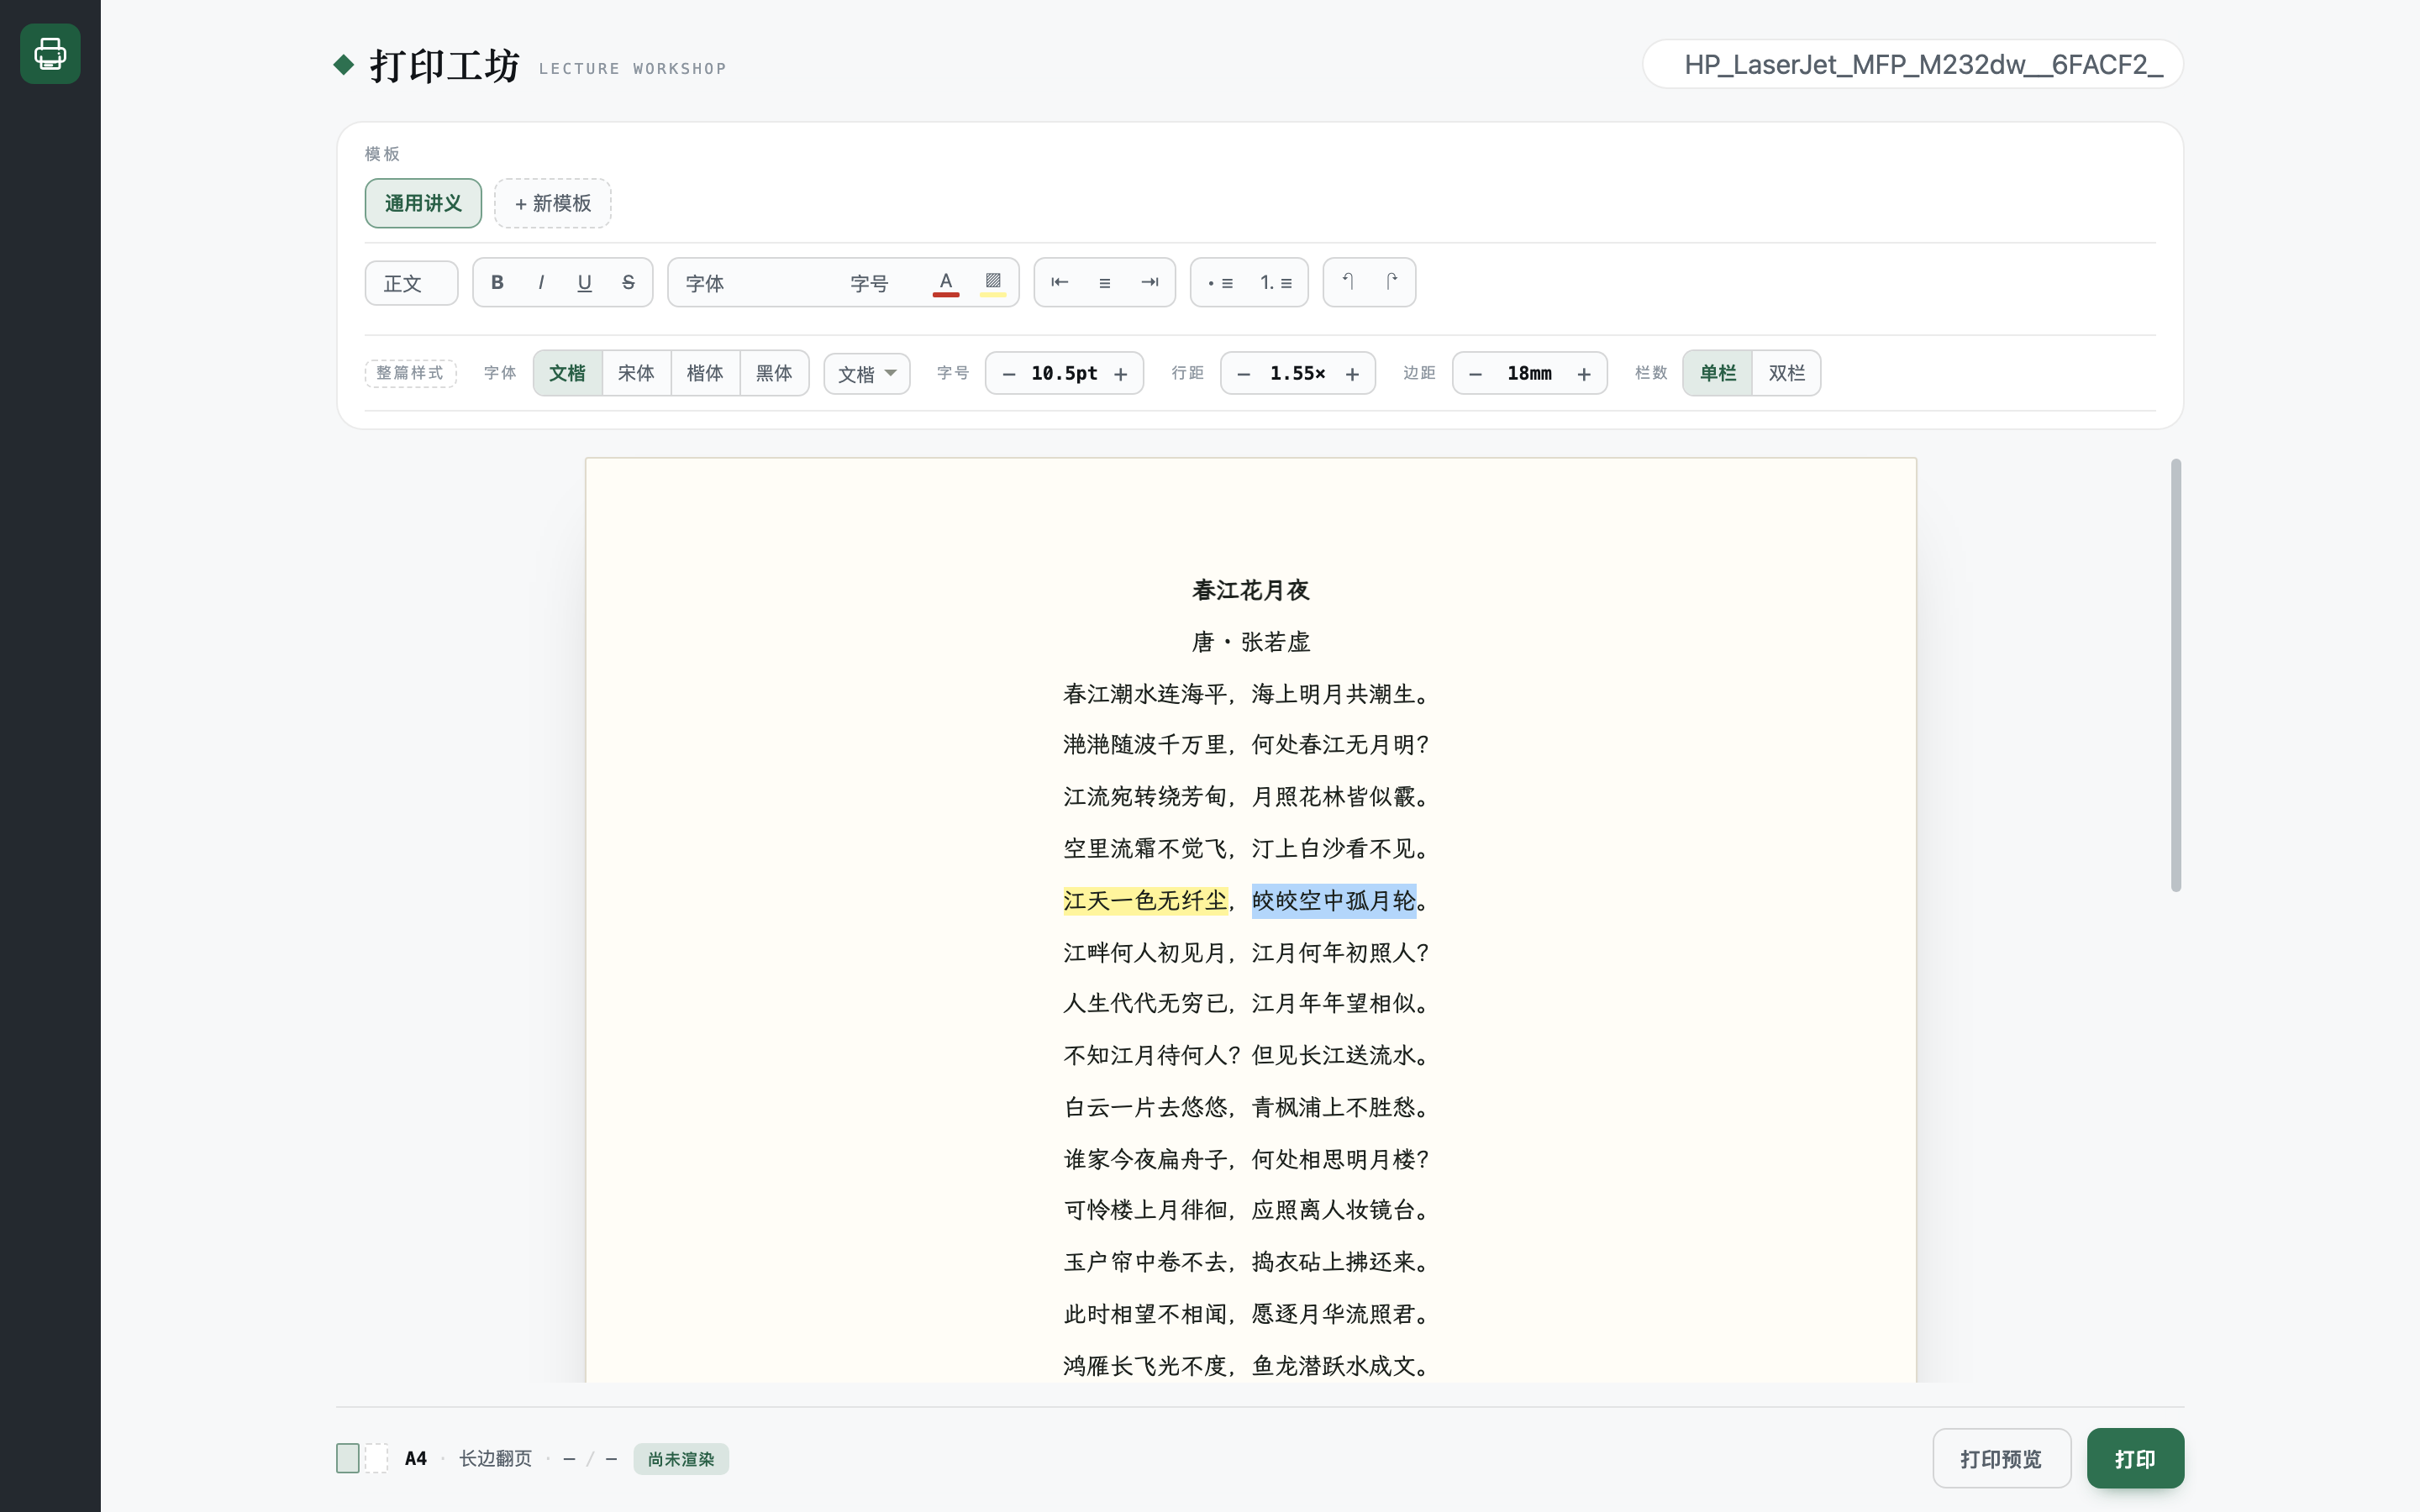 打印工坊 LECTURE WORKSHOP HP_LaserJet_MFP_M232dw__6FACF2_
模板
通用讲义 + 新模板
正文 B I U S 字体 字号 A 1.
整篇样式 字体 文楷 宋体 楷体 黑体 文楷 字号 − 10.5pt + 行距 − 1.55× + 边距 − 18mm + 栏数 单栏 双栏
春江花月夜
唐·张若虚
春江潮水连海平，海上明月共潮生。
滟滟随波千万里，何处春江无月明？
江流宛转绕芳甸，月照花林皆似霰。
空里流霜不觉飞，汀上白沙看不见。
江天一色无纤尘，皎皎空中孤月轮。
江畔何人初见月，江月何年初照人？
人生代代无穷已，江月年年望相似。
不知江月待何人？但见长江送流水。
白云一片去悠悠，青枫浦上不胜愁。
谁家今夜扁舟子，何处相思明月楼？
可怜楼上月徘徊，应照离人妆镜台。
玉户帘中卷不去，捣衣砧上拂还来。
此时相望不相闻，愿逐月华流照君。
鸿雁长飞光不度，鱼龙潜跃水成文。
A4 · 长边翻页 · — / — 尚未渲染 打印预览 打印